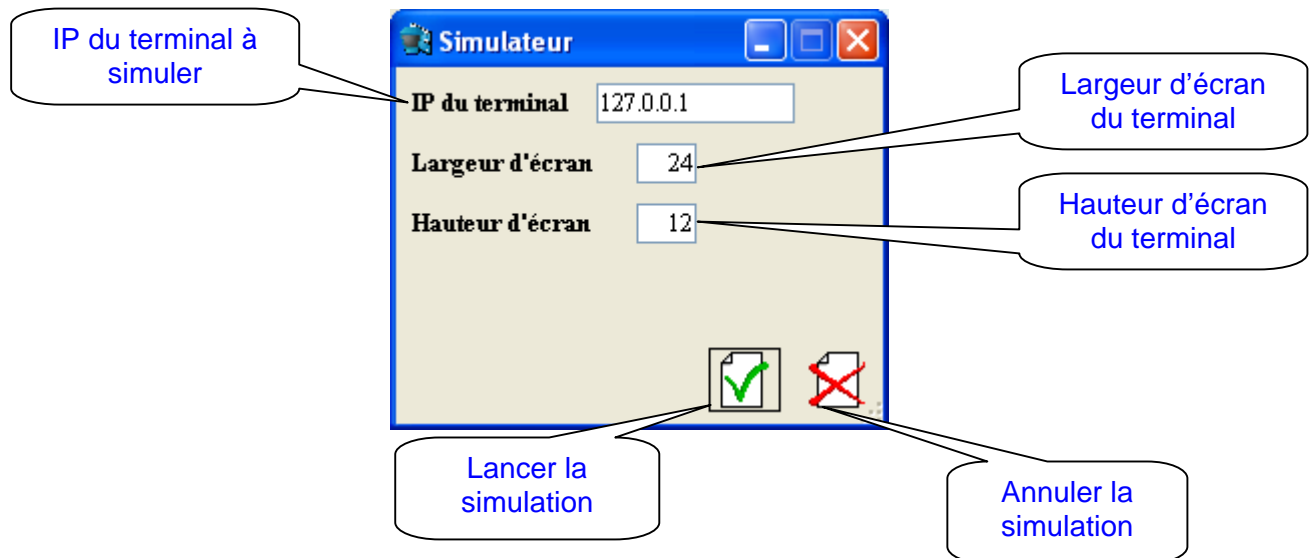 IP du terminal à
simuler
Simulateur
IP du terminal 127.0.0.1
Largeur d'écran 24
Hauteur d'écran 12
Largeur d’écran
du terminal
Hauteur d’écran
du terminal
Lancer la
simulation
Annuler la
simulation